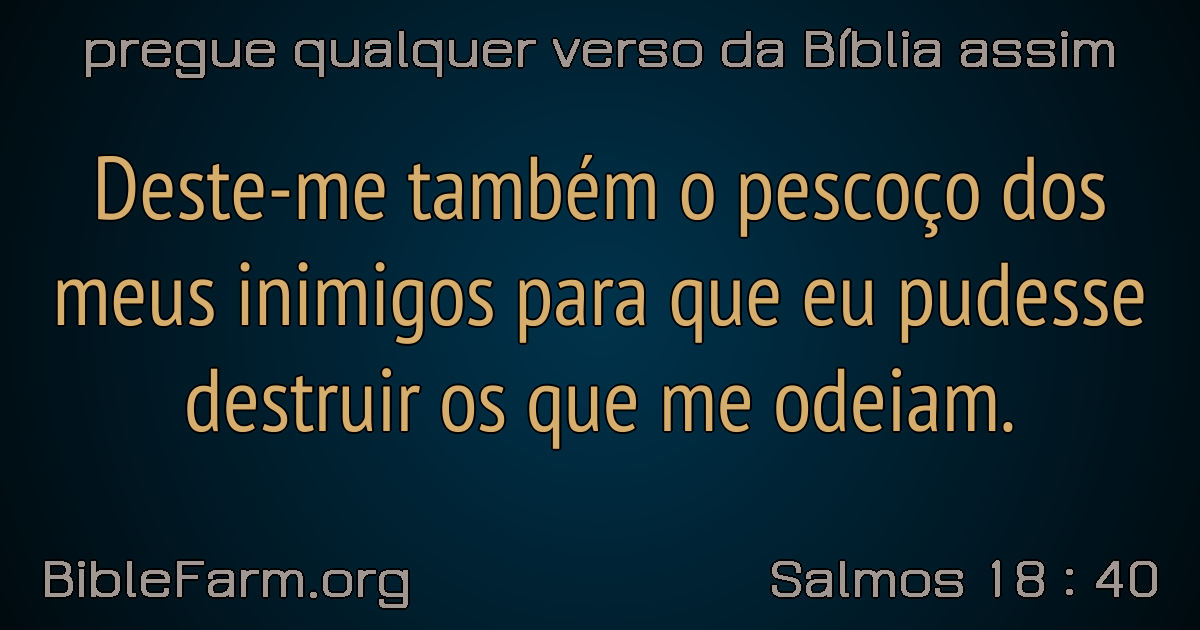 pregue qualquer verso da Bíblia assim
Deste-me também o pescoço dos
meus inimigos para que eu pudesse
destruir os que me odeiam.
BibleFarm.org
Salmos 18 : 40